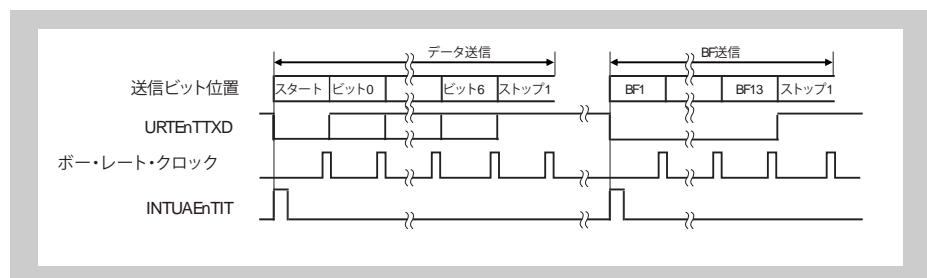 データ送信 BF送信
送信ビット位置 スタート ビット0 ビット6 ストップ1 BF1 BF13 ストップ1
URTEnTTXD
ボー・レート・クロック
INTUAEnTIT